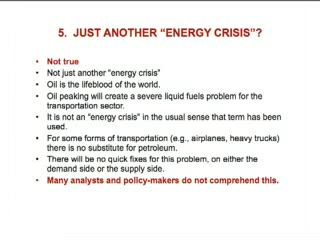 5. JUST ANOTHER “ENERGY CRISIS”?
• Not true
• Not just another “energy crisis”
• Oil is the lifeblood of the world.
• Oil peaking will create a severe liquid fuels problem for the
transportation sector.
• It is not an “energy crisis” in the usual sense that term has been
used.
• For some forms of transportation (e.g., airplanes, heavy trucks)
there is no substitute for petroleum.
• There will be no quick fixes for this problem, on either the
demand side or the supply side.
• Many analysts and policy-makers do not comprehend this.